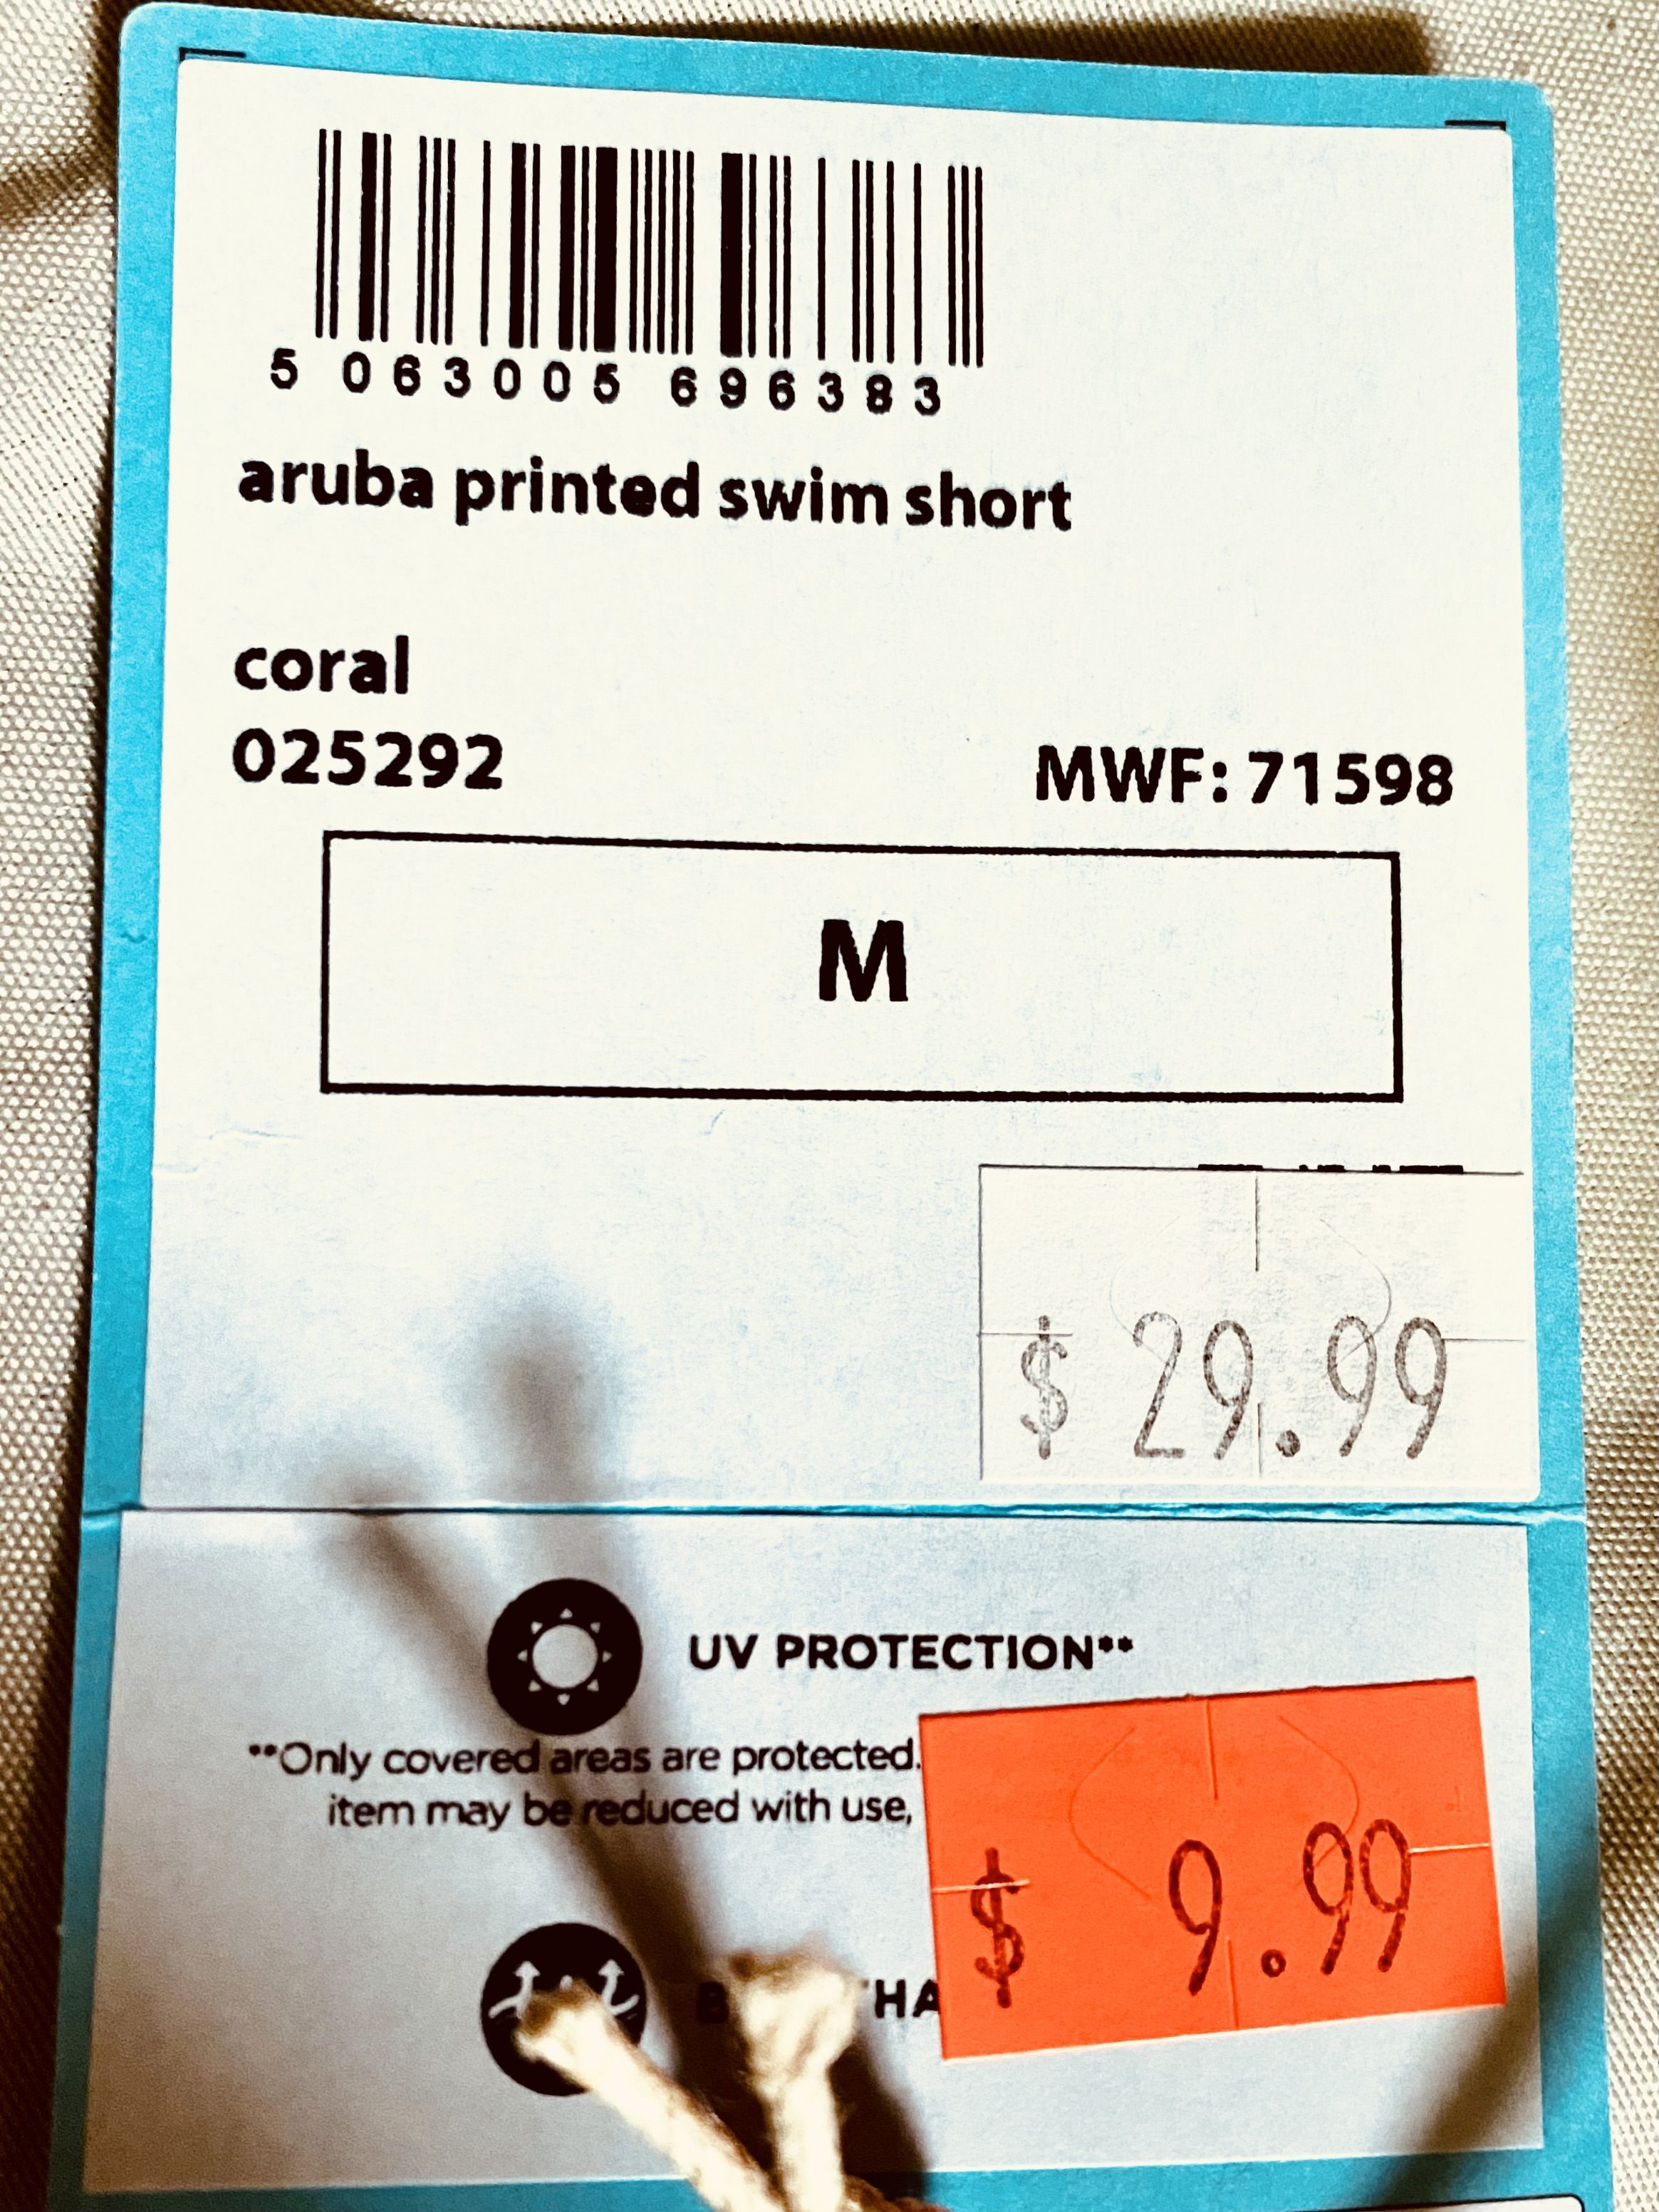 5 063005 696383
aruba printed swim short
coral
025292 MWF: 71598
M
$ 29.99
UV PROTECTION**
**Only covered areas are protected.
item may be reduced with use,
$ 9.99